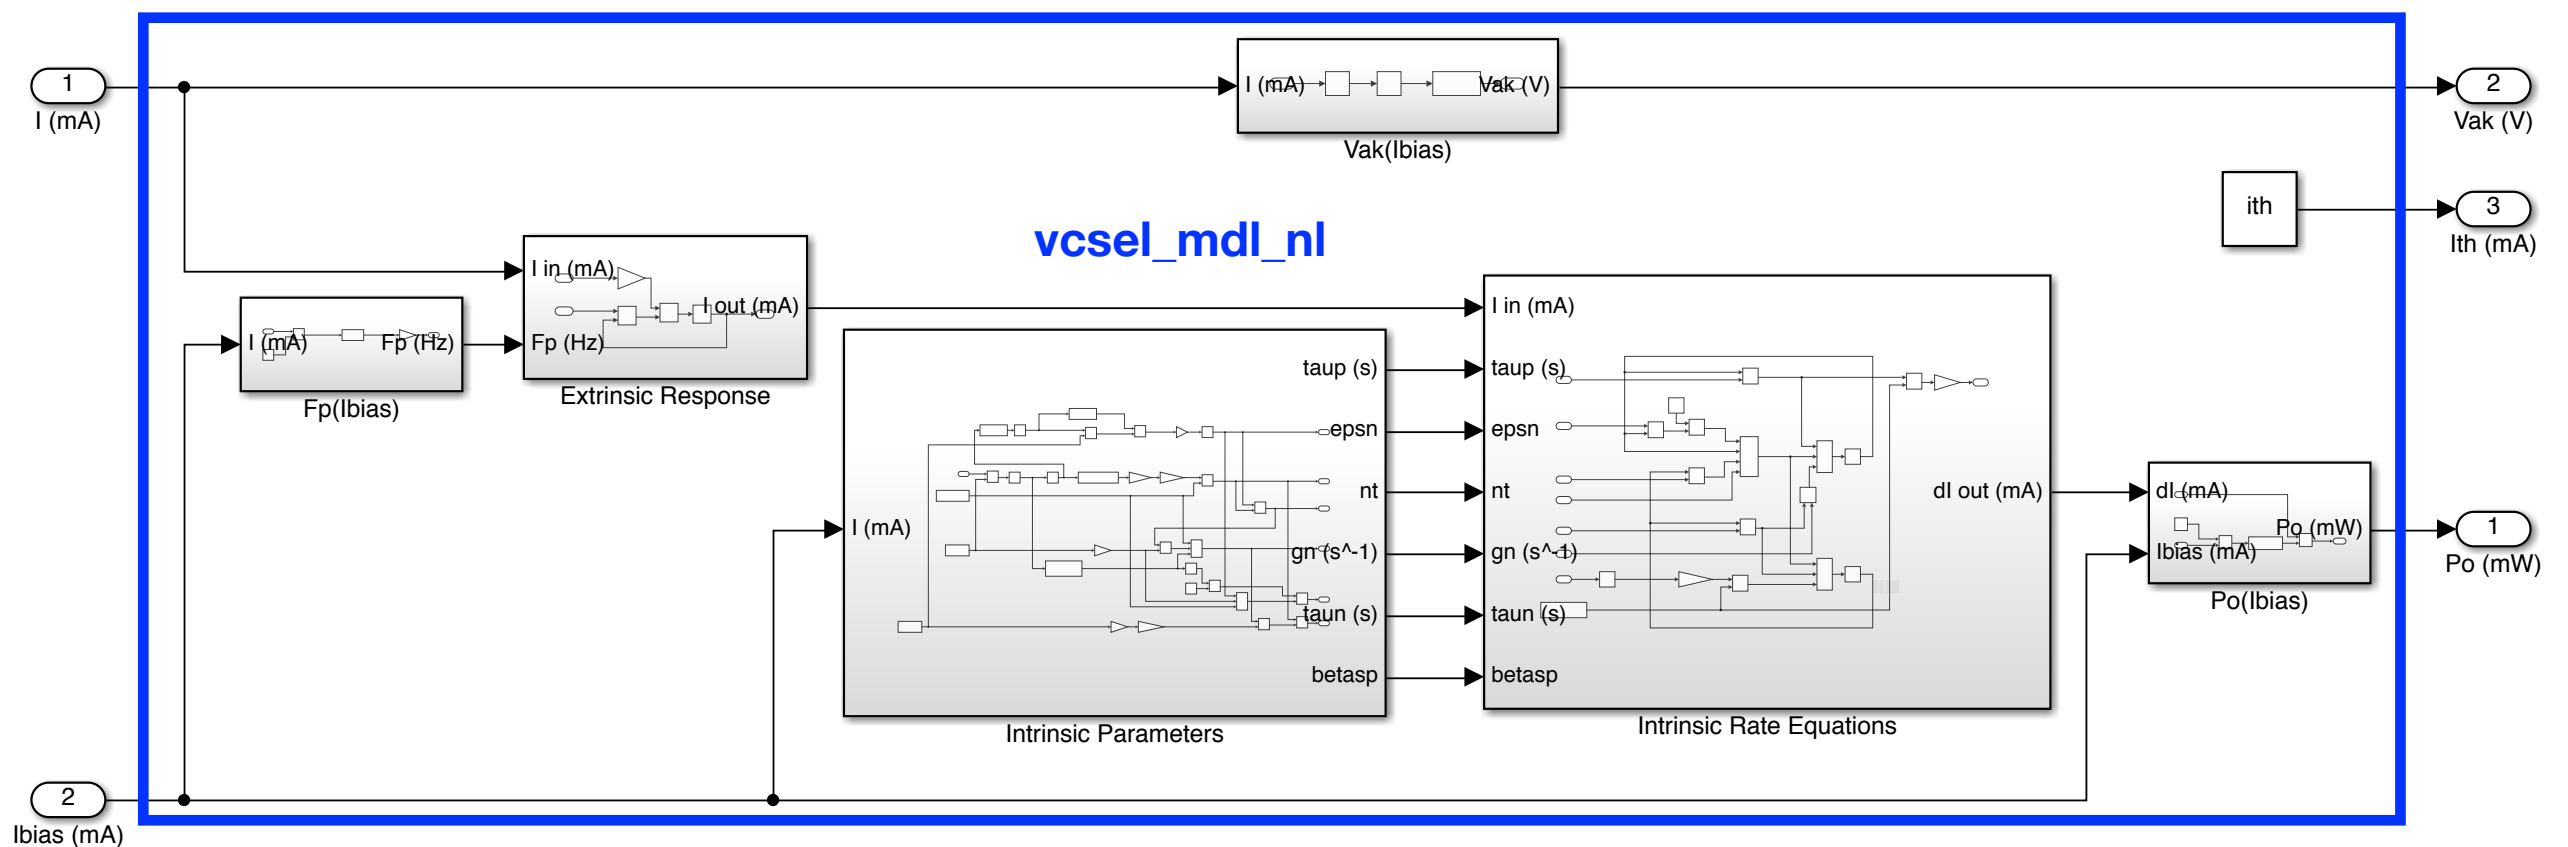 1
I (mA)
I (mA)
Vak (V)
Vak(Ibias)
2
Vak (V)
ith
3
Ith (mA)
vcsel_mdl_nl
I in (mA)
I out (mA)
Fp (Hz)
Extrinsic Response
I (mA)
Fp (Hz)
Fp(Ibias)
I (mA)
taup (s)
epsn
nt
gn (s^-1)
taun (s)
betasp
Intrinsic Parameters
I in (mA)
taup (s)
epsn
nt
gn (s^-1)
taun (s)
betasp
dI out (mA)
Intrinsic Rate Equations
dI (mA)
Ibias (mA)
Po (mW)
Po(Ibias)
1
Po (mW)
2
Ibias (mA)